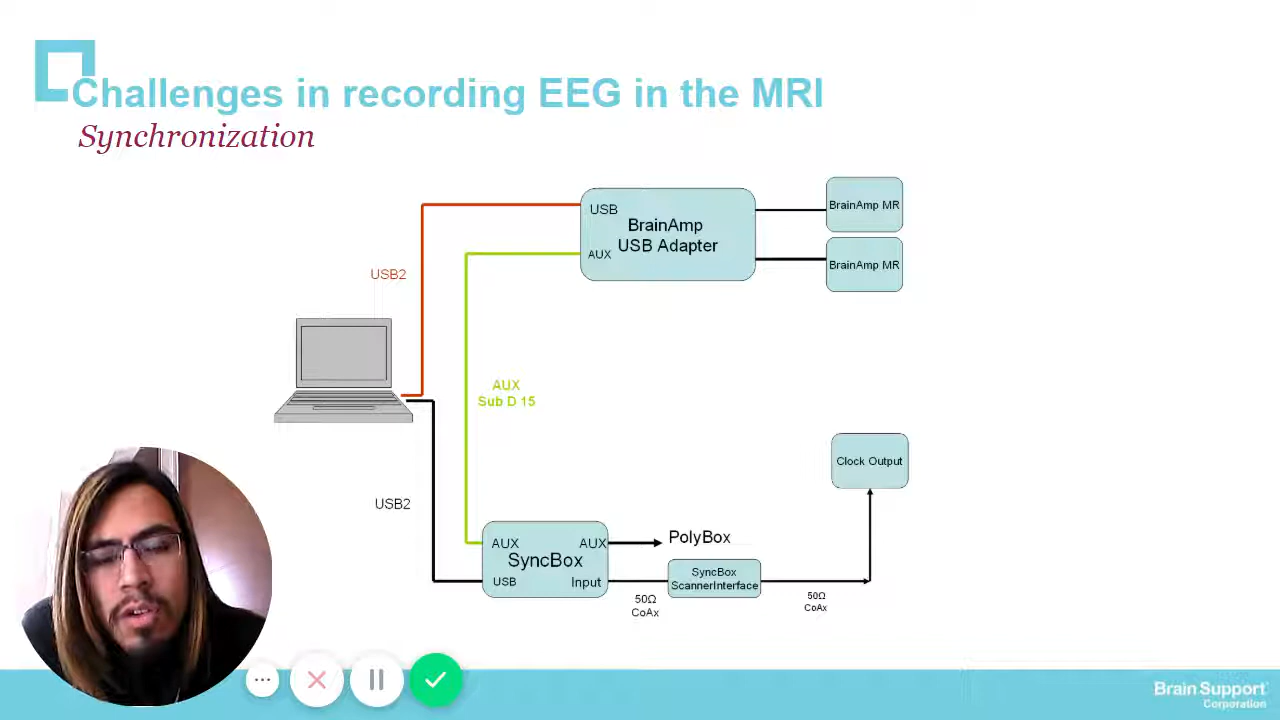 Challenges in recording EEG in the MRI
Synchronization
USB
BrainAmp
USB Adapter
AUX
BrainAmp MR
BrainAmp MR
USB2
AUX
Sub D 15
Clock Output
USB2
AUX
AUX
SyncBox
USB
Input
PolyBox
SyncBox
ScannerInterface
50Ω
CoAx
50Ω
CoAx
Brain Support
Corporation